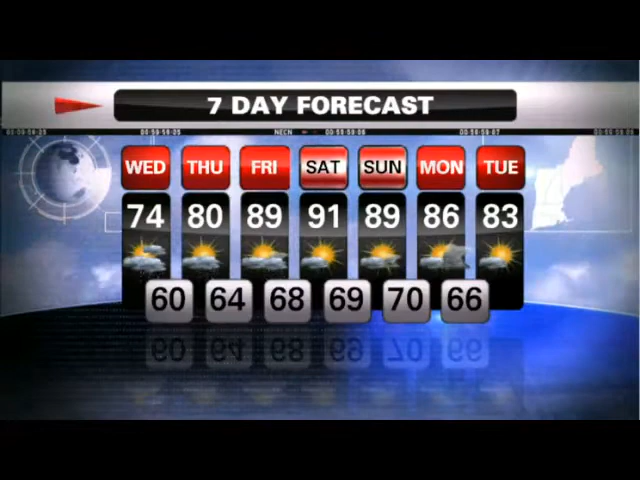 7 DAY FORECAST
NECN
WED THU FRI SAT SUN MON TUE
74 80 89 91 89 86 83
60 64 68 69 70 66